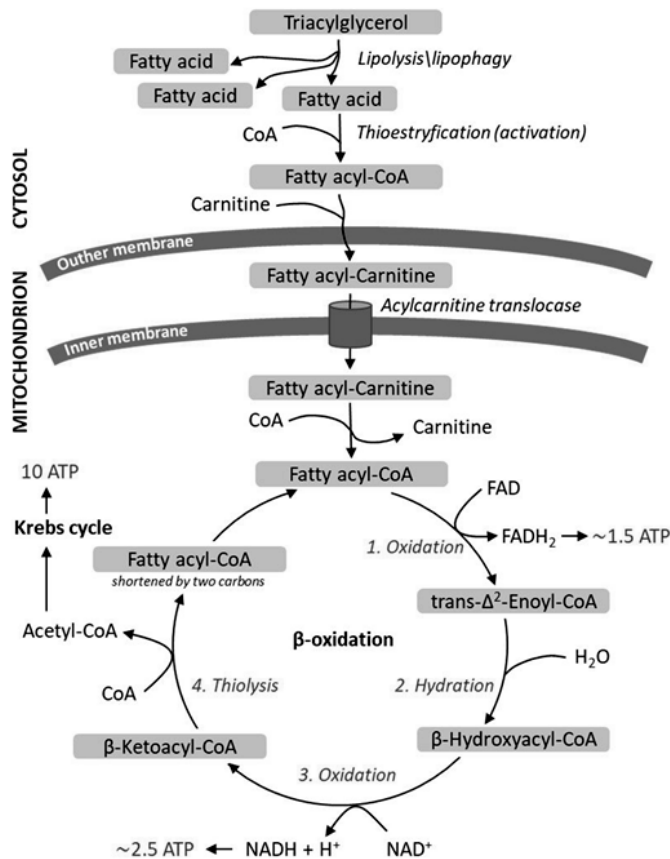 Triacylglycerol
Fatty acid
Lipolysis\lipophagy
Fatty acid
Fatty acid
CoA
Thioestryfication (activation)
Fatty acyl-CoA
CYTOSOL
Carnitine
Outher membrane
Fatty acyl-Carnitine
MITOCHONDRION
Acylcarnitine translocase
Inner membrane
Fatty acyl-Carnitine
CoA
Carnitine
Fatty acyl-CoA
10 ATP
FAD
Krebs cycle
1. Oxidation
FADH₂
~1.5 ATP
Fatty acyl-CoA
shortened by two carbons
trans-Δ²-Enoyl-CoA
Acetyl-CoA
β-oxidation
H₂O
CoA
4. Thiolysis
2. Hydration
β-Ketoacyl-CoA
β-Hydroxyacyl-CoA
3. Oxidation
~2.5 ATP
NADH + H⁺
NAD⁺